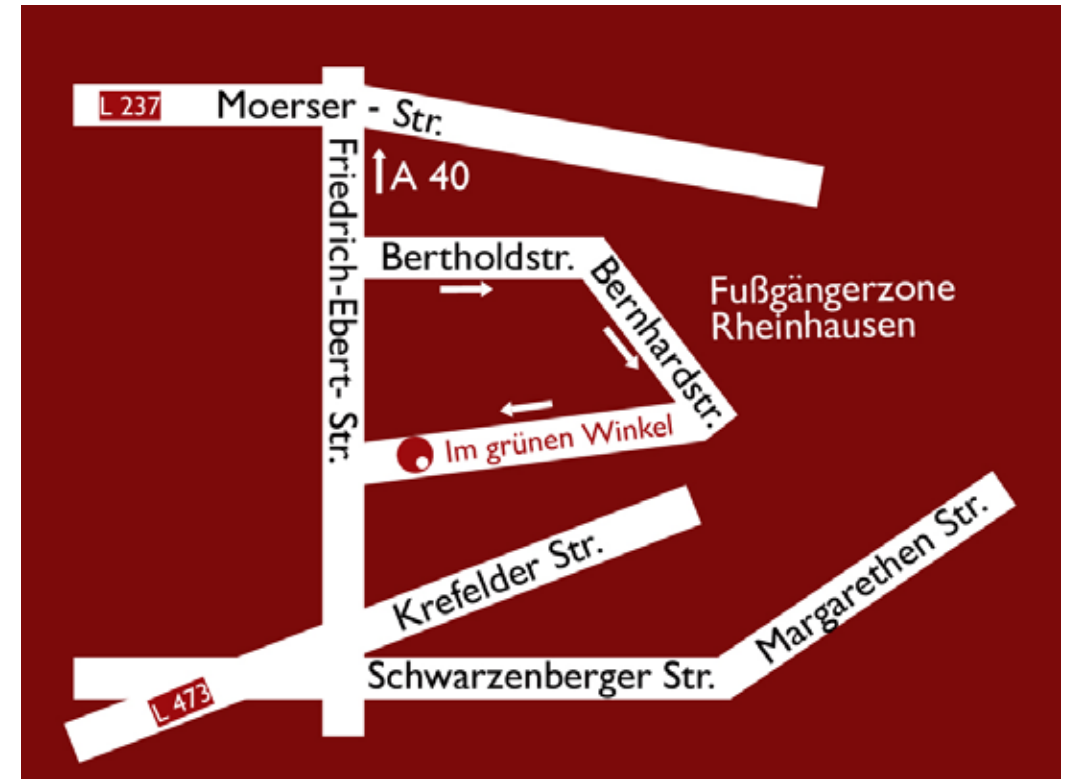 L 237
Moerser - Str.
Friedrich-Ebert- Str.
A 40
Bertholdstr.
Bernhardstr.
Fußgängerzone
Rheinhausen
Im grünen Winkel
Krefelder Str.
Margarethen Str.
Schwarzenberger Str.
L 473